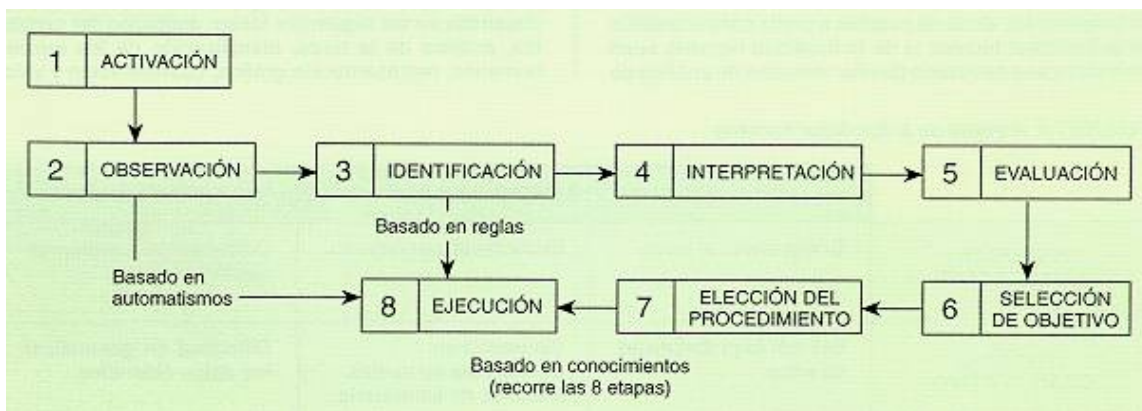 1 ACTIVACIÓN
2 OBSERVACIÓN
3 IDENTIFICACIÓN
4 INTERPRETACIÓN
5 EVALUACIÓN
Basado en reglas
Basado en
automatismos
8 EJECUCIÓN
7 ELECCIÓN DEL
PROCEDIMIENTO
6 SELECCIÓN
DE OBJETIVO
Basado en conocimientos
(recorre las 8 etapas)